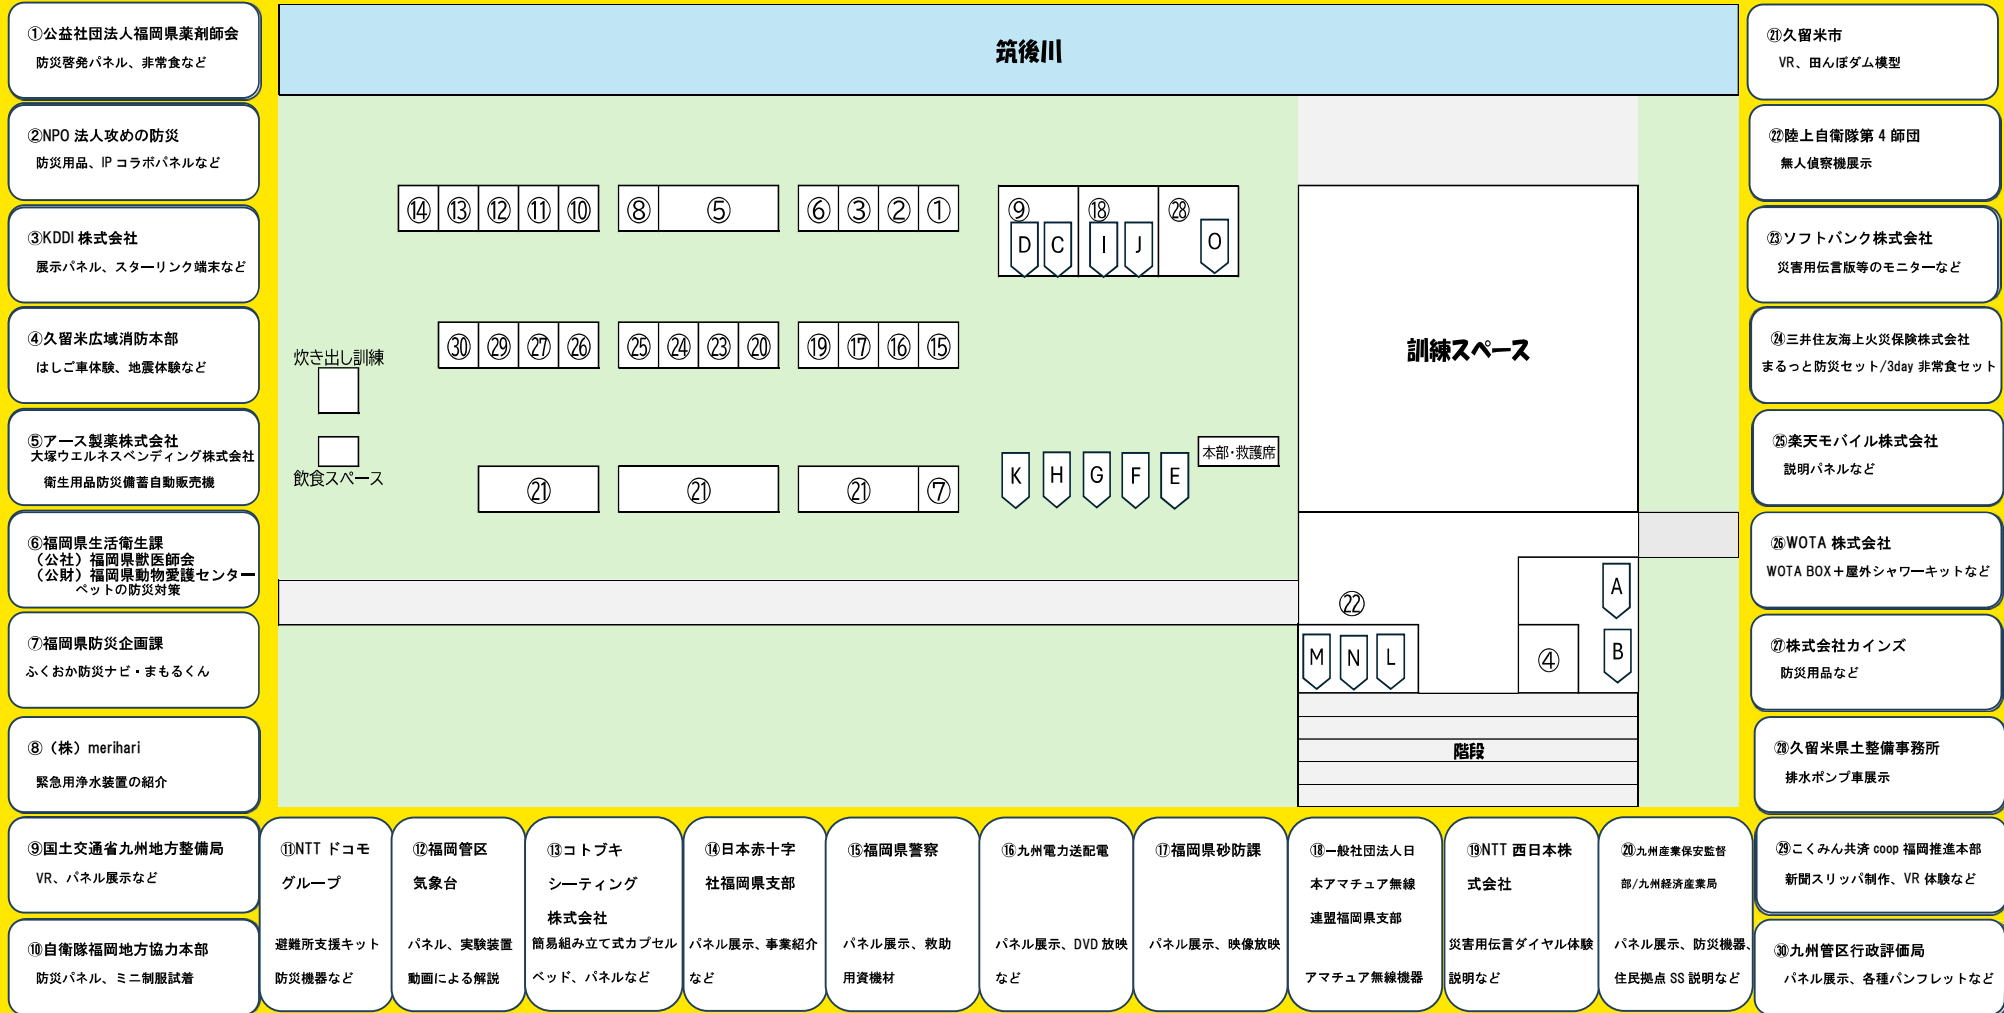 ①公益社団法人福岡県薬剤師会
防災啓発パネル、非常食など
②NPO 法人攻めの防災
防災用品、IP コラボパネルなど
③KDDI 株式会社
展示パネル、スターリンク端末など
④久留米広域消防本部
はしご車体験、地震体験など
⑤アース製薬株式会社
大塚ウエルネスベンディング株式会社
衛生用品防災備蓄自動販売機
⑥福岡県生活衛生課
（公社）福岡県獣医師会
（公財）福岡県動物愛護センター
ペットの防災対策
⑦福岡県防災企画課
ふくおか防災ナビ・まもるくん
⑧（株）merihari
緊急用浄水装置の紹介
⑨国土交通省九州地方整備局
VR、パネル展示など
⑩自衛隊福岡地方協力本部
防災パネル、ミニ制服試着
筑後川
⑭ ⑬ ⑫ ⑪ ⑩ ⑧ ⑤ ⑥ ③ ② ① ⑨ ⑱ ㉘
D C I J O
㉚ ㉙ ㉗ ㉖ ㉕ ㉔ ㉓ ⑳ ⑲ ⑰ ⑯ ⑮
訓練スペース
炊き出し訓練
飲食スペース
本部・救護席
K H G F E
㉑ ㉑ ㉑ ⑦
㉒
A
M N L
④
B
階段
⑪NTT ドコモ
グループ
避難所支援キット
防災機器など
⑫福岡管区
気象台
パネル、実験装置
動画による解説
⑬コトブキ
シーティング
株式会社
簡易組み立て式カプセル
ベッド、パネルなど
⑭日本赤十字
社福岡県支部
パネル展示、事業紹介
など
⑮福岡県警察
パネル展示、救助
用資機材
⑯九州電力送配電
パネル展示、DVD 放映
など
⑰福岡県砂防課
パネル展示、映像放映
⑱一般社団法人日
本アマチュア無線
連盟福岡県支部
アマチュア無線機器
⑲NTT 西日本株
式会社
災害用伝言ダイヤル体験
説明など
⑳九州産業保安監督
部/九州経済産業局
パネル展示、防災機器、
住民拠点 SS 説明など
㉑久留米市
VR、田んぼダム模型
㉒陸上自衛隊第 4 師団
無人偵察機展示
㉓ソフトバンク株式会社
災害用伝言版等のモニターなど
㉔三井住友海上火災保険株式会社
まるっと防災セット/3day 非常食セット
㉕楽天モバイル株式会社
説明パネルなど
㉖WOTA 株式会社
WOTA BOX＋屋外シャワーキットなど
㉗株式会社カインズ
防災用品など
㉘久留米県土整備事務所
排水ポンプ車展示
㉙こくみん共済 coop 福岡推進本部
新聞スリッパ制作、VR 体験など
㉚九州管区行政評価局
パネル展示、各種パンフレットなど